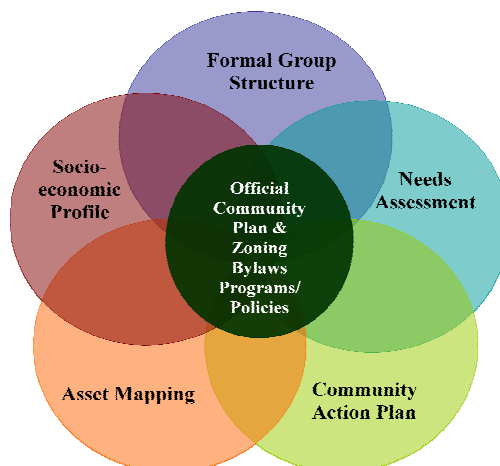 Formal Group
Structure
Socio-
economic
Profile
Needs
Assessment
Official
Community
Plan &
Zoning
Bylaws
Programs/
Policies
Asset Mapping
Community
Action Plan